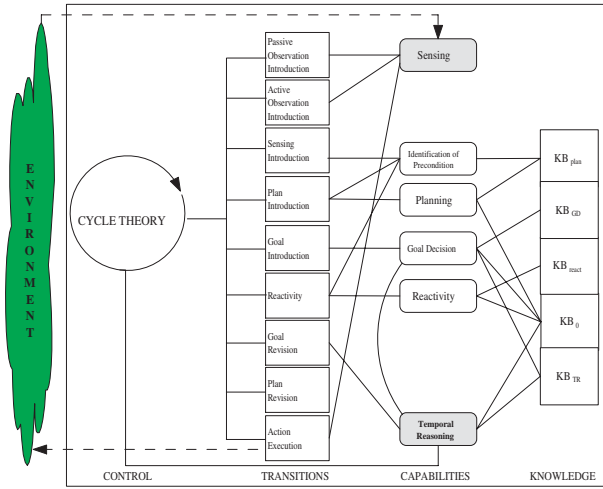 ENVIRONMENT
CYCLE THEORY
Passive
Observation
Introduction
Active
Observation
Introduction
Sensing
Introduction
Plan
Introduction
Goal
Introduction
Reactivity
Goal
Revision
Plan
Revision
Action
Execution
Sensing
Identification of
Precondition
Planning
Goal Decision
Reactivity
Temporal
Reasoning
KB plan
KB GD
KB react
KB 0
KB TR
CONTROL TRANSITIONS CAPABILITIES KNOWLEDGE